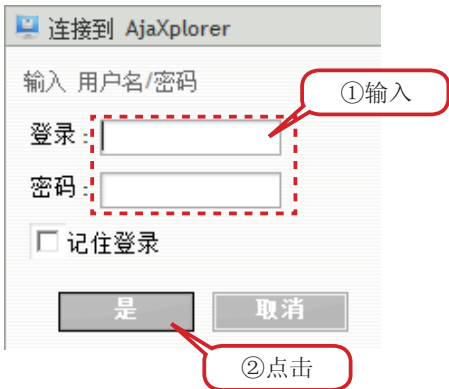 连接到 AjaXplorer
输入 用户名/密码
①输入
登录:
密码:
记住登录
是
取消
②点击